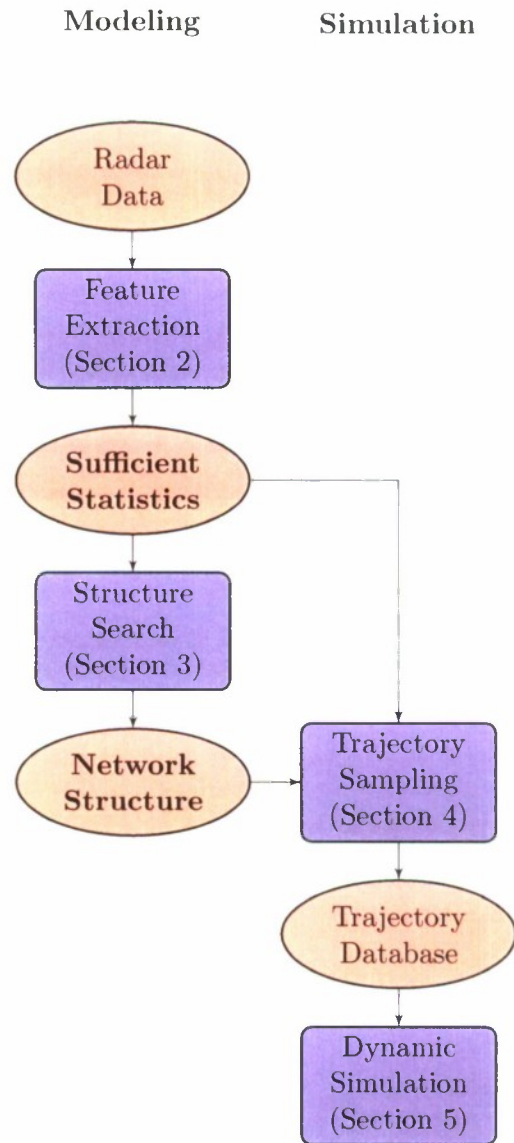 Modeling
Simulation
Radar
Data
Feature
Extraction
(Section 2)
Sufficient
Statistics
Structure
Search
(Section 3)
Network
Structure
Trajectory
Sampling
(Section 4)
Trajectory
Database
Dynamic
Simulation
(Section 5)